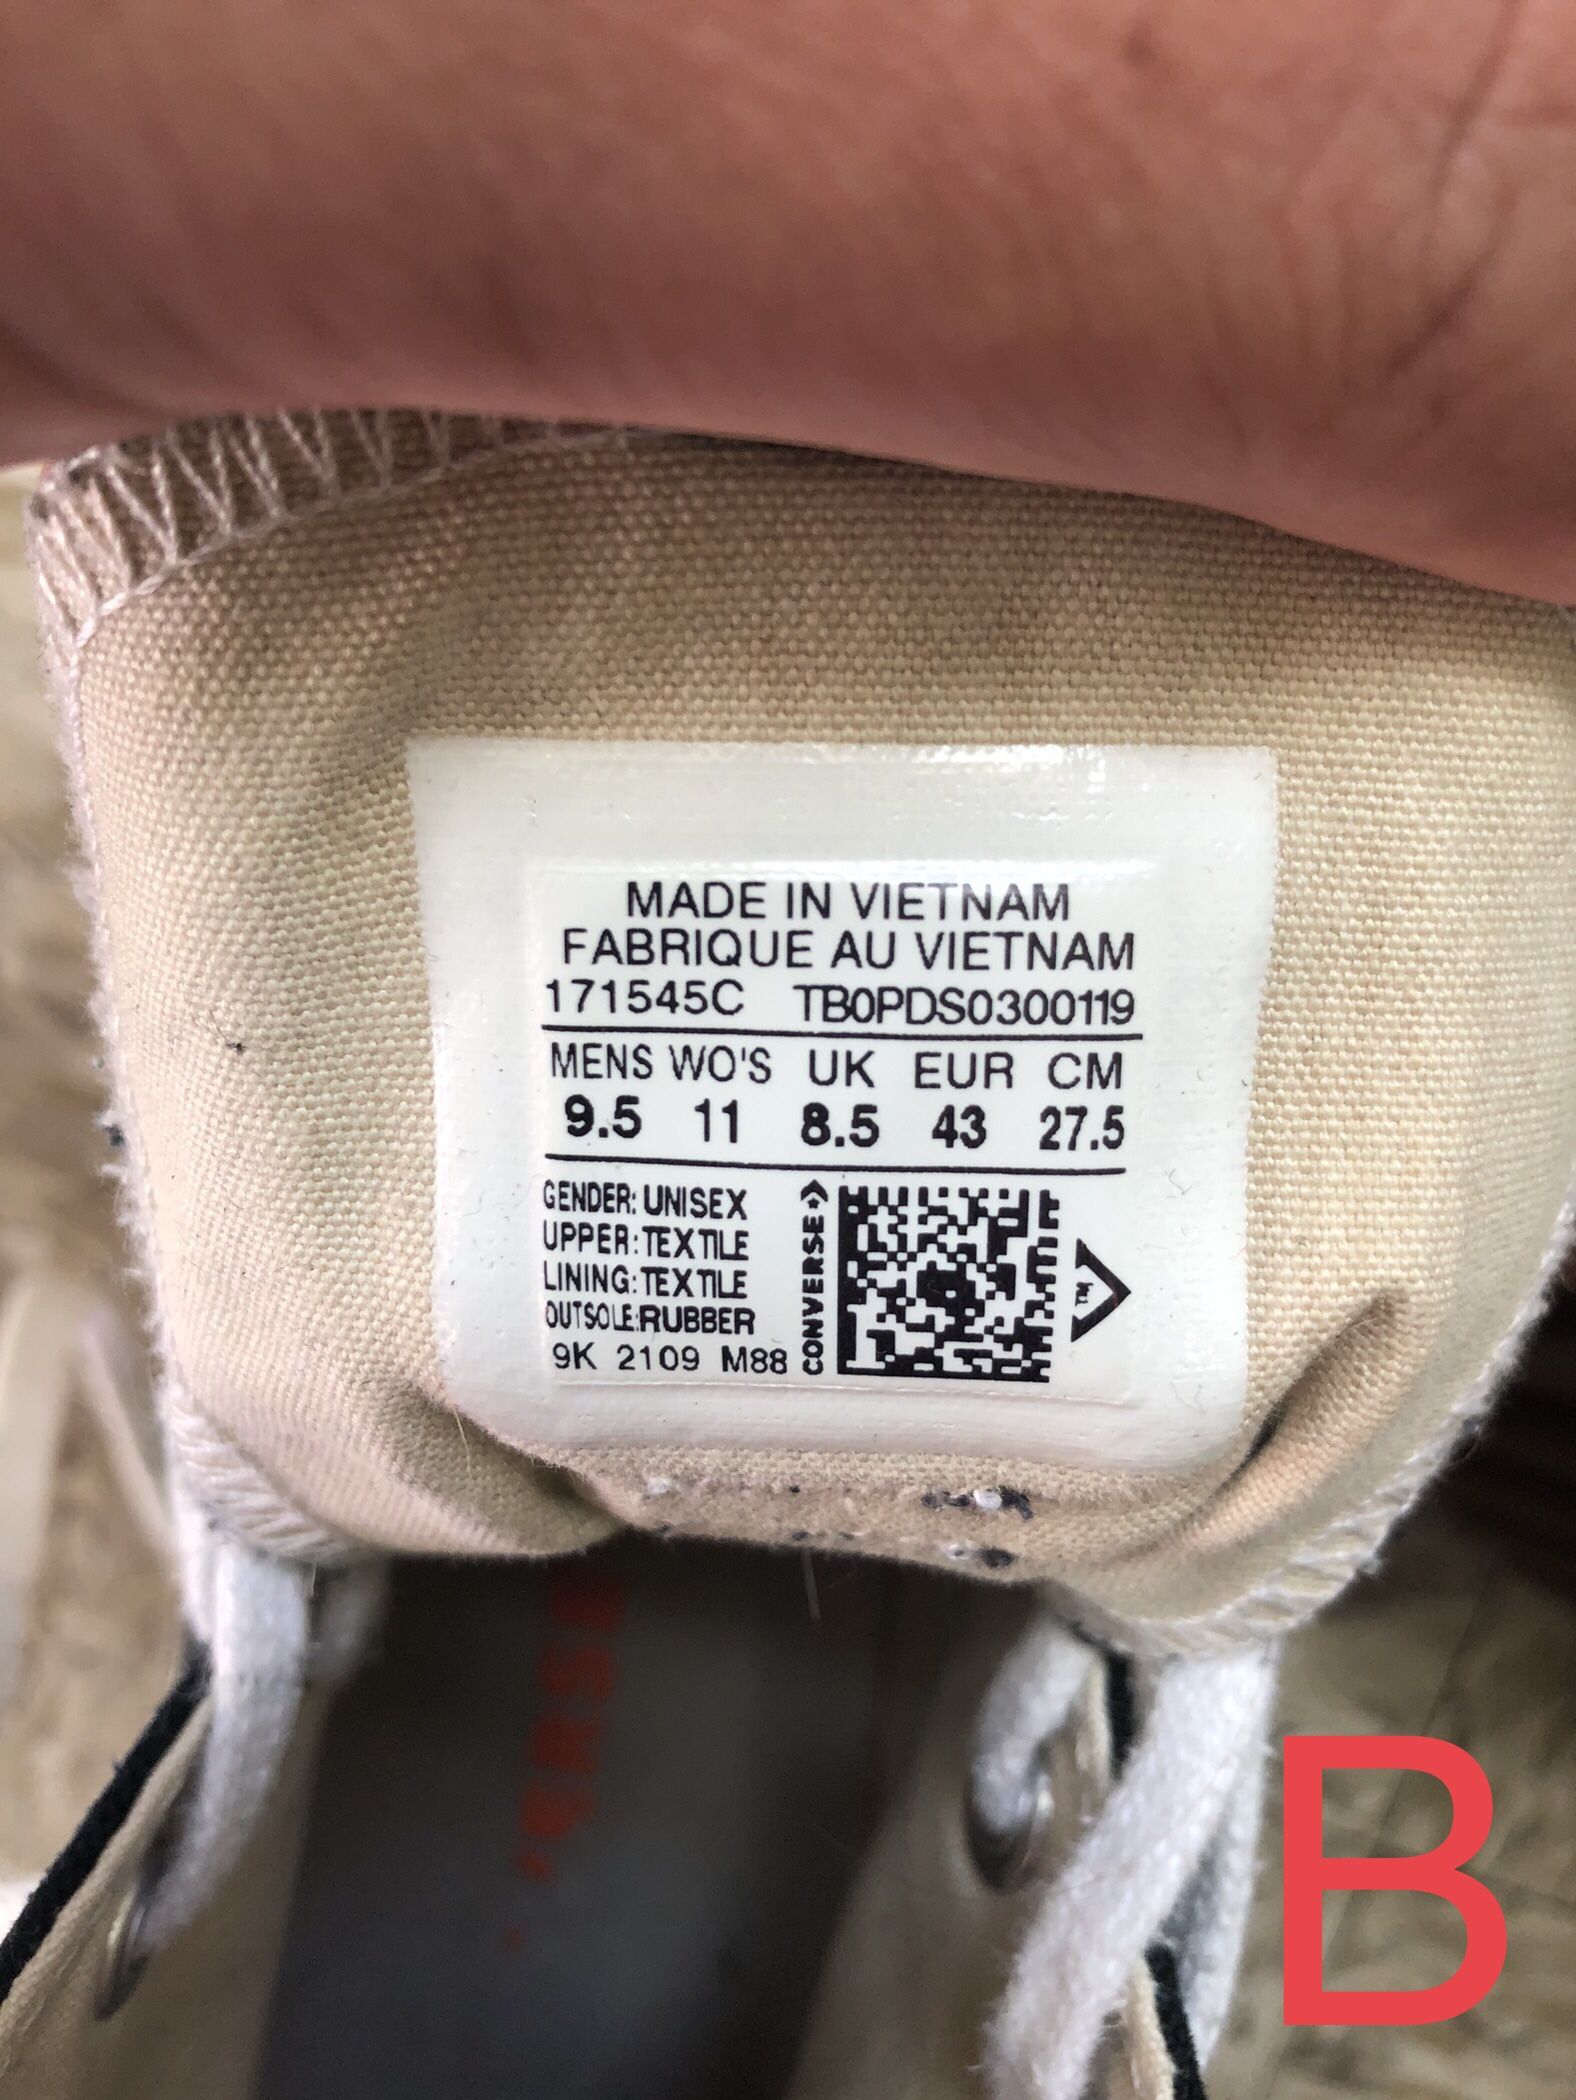 MADE IN VIETNAM
FABRIQUE AU VIETNAM
171545C TB0PDS0300119
MENS WO'S UK EUR CM
9.5 11 8.5 43 27.5
GENDER: UNISEX
UPPER: TEXTILE
LINING: TEXTILE
OUTSOLE: RUBBER
9K 2109 M88
CONVERSE
B